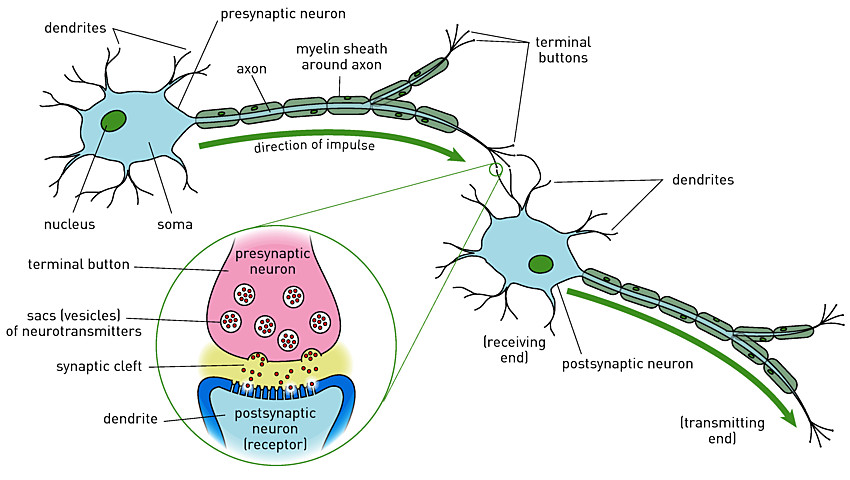 presynaptic neuron
dendrites
terminal
buttons
myelin sheath
around axon
axon
direction of impulse
dendrites
nucleus
soma
presynaptic
neuron
terminal button
sacs (vesicles)
of neurotransmitters
synaptic cleft
dendrite
postsynaptic
neuron
(receptor)
(receiving
end)
postsynaptic neuron
(transmitting
end)